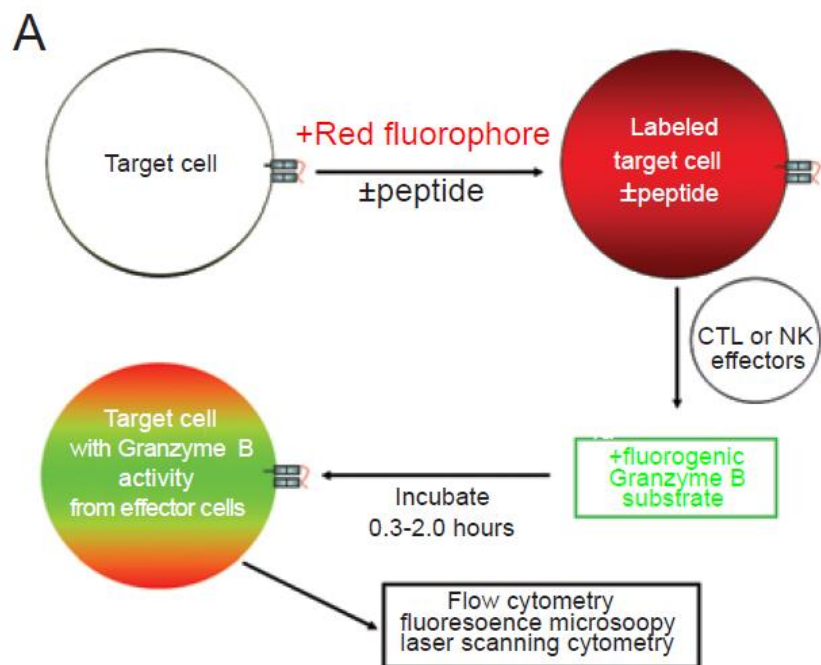 A
Target cell
+Red fluorophore
±peptide
Labeled
target cell
±peptide
CTL or NK
effectors
+fluorogenic
Granzyme B
substrate
Incubate
0.3-2.0 hours
Target cell
with Granzyme B
activity
from effector cells
Flow cytometry
fluoresoence microsoopy
laser scanning cytometry